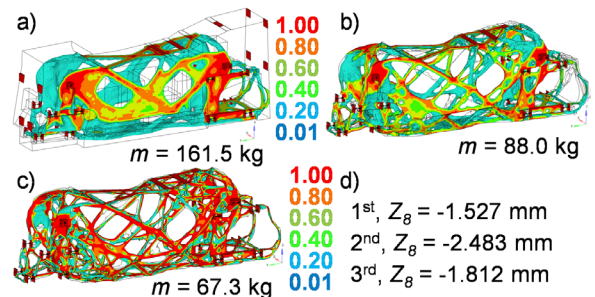 a)
1.00
0.80
0.60
0.40
0.20
0.01
m = 161.5 kg
b)
m = 88.0 kg
c)
1.00
0.80
0.60
0.40
0.20
0.01
m = 67.3 kg
d)
1st, Z8 = -1.527 mm
2nd, Z8 = -2.483 mm
3rd, Z8 = -1.812 mm